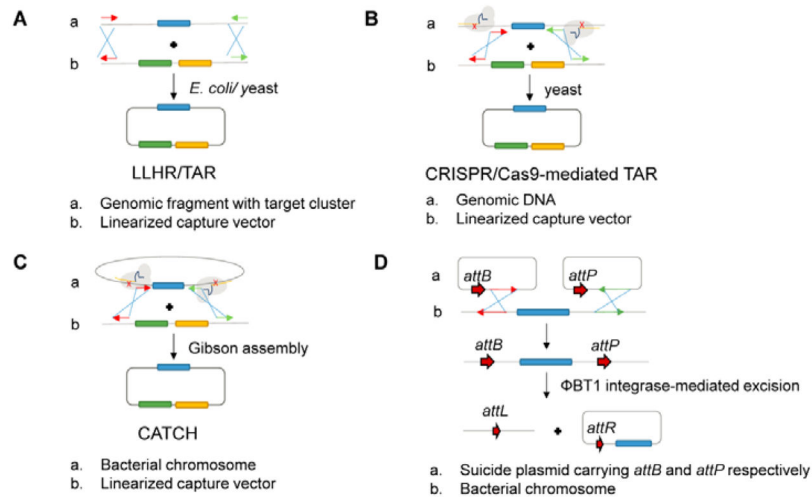 A
a
b
E. coli/ yeast
LLHR/TAR
a. Genomic fragment with target cluster
b. Linearized capture vector
B
a
b
yeast
CRISPR/Cas9-mediated TAR
a. Genomic DNA
b. Linearized capture vector
C
a
b
Gibson assembly
CATCH
a. Bacterial chromosome
b. Linearized capture vector
D
a
attB
attP
b
attB
attP
ΦBT1 integrase-mediated excision
attL
attR
a. Suicide plasmid carrying attB and attP respectively
b. Bacterial chromosome